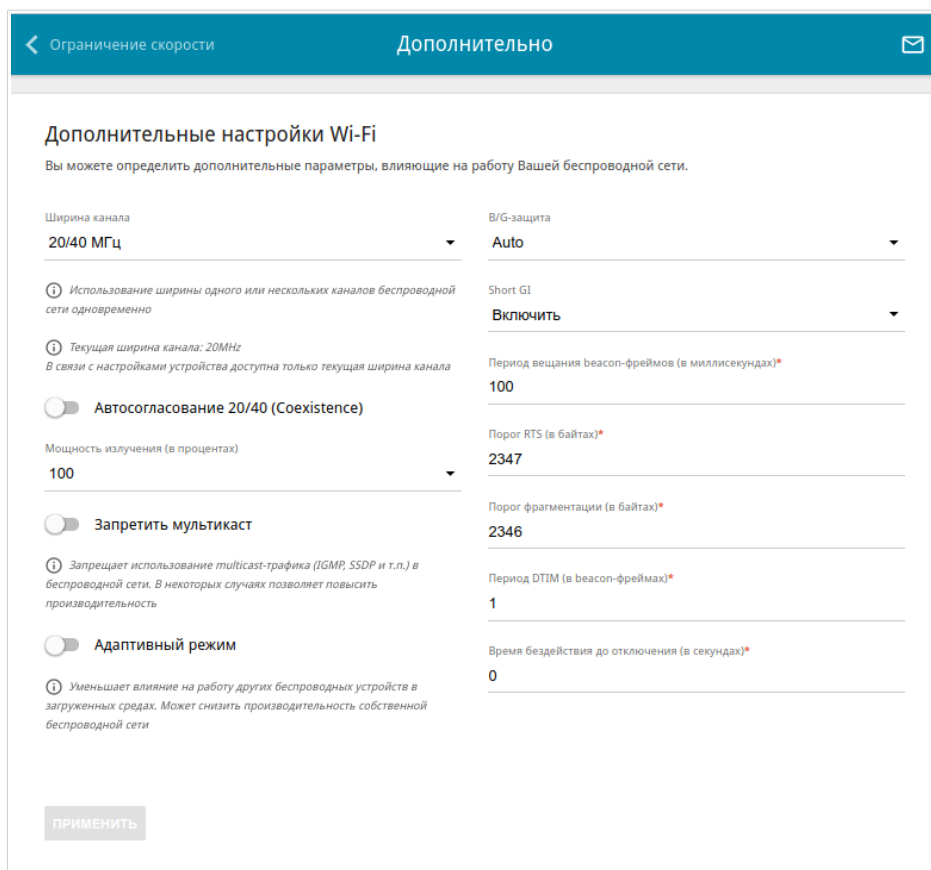 Ограничение скорости
Дополнительно
Дополнительные настройки Wi-Fi
Вы можете определить дополнительные параметры, влияющие на работу Вашей беспроводной сети.
Ширина канала
20/40 МГц
Использование ширины одного или нескольких каналов беспроводной
сети одновременно
Текущая ширина канала: 20MHz
В связи с настройками устройства доступна только текущая ширина канала
Автосогласование 20/40 (Coexistence)
Мощность излучения (в процентах)
100
Запретить мультикаст
Запрещает использование multicast-трафика (IGMP, SSDP и т.п.) в
беспроводной сети. В некоторых случаях позволяет повысить
производительность
Адаптивный режим
Уменьшает влияние на работу других беспроводных устройств в
загруженных средах. Может снизить производительность собственной
беспроводной сети
B/G-защита
Auto
Short GI
Включить
Период вещания beacon-фреймов (в миллисекундах)*
100
Порог RTS (в байтах)*
2347
Порог фрагментации (в байтах)*
2346
Период DTIM (в beacon-фреймах)*
1
Время бездействия до отключения (в секундах)*
0
ПРИМЕНИТЬ